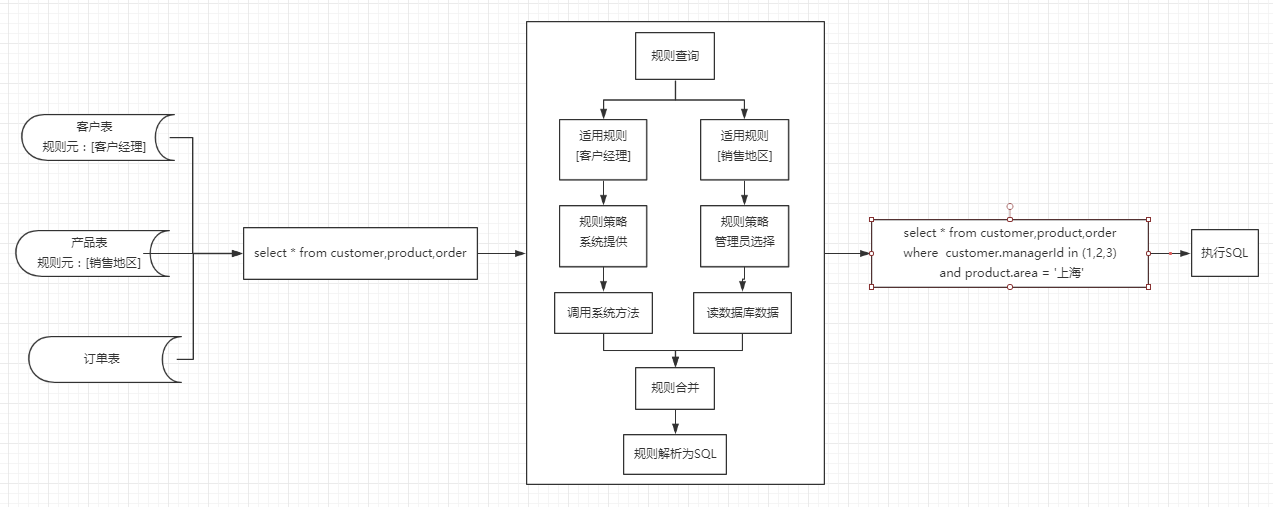 客户表
规则元：[客户经理]
产品表
规则元：[销售地区]
订单表
select * from customer,product,order
规则查询
适用规则
[客户经理]
适用规则
[销售地区]
规则策略
系统提供
规则策略
管理员选择
调用系统方法
读数据库数据
规则合并
规则解析为SQL
select * from customer,product,order
where  customer.managerId in (1,2,3)
and product.area = '上海'
执行SQL